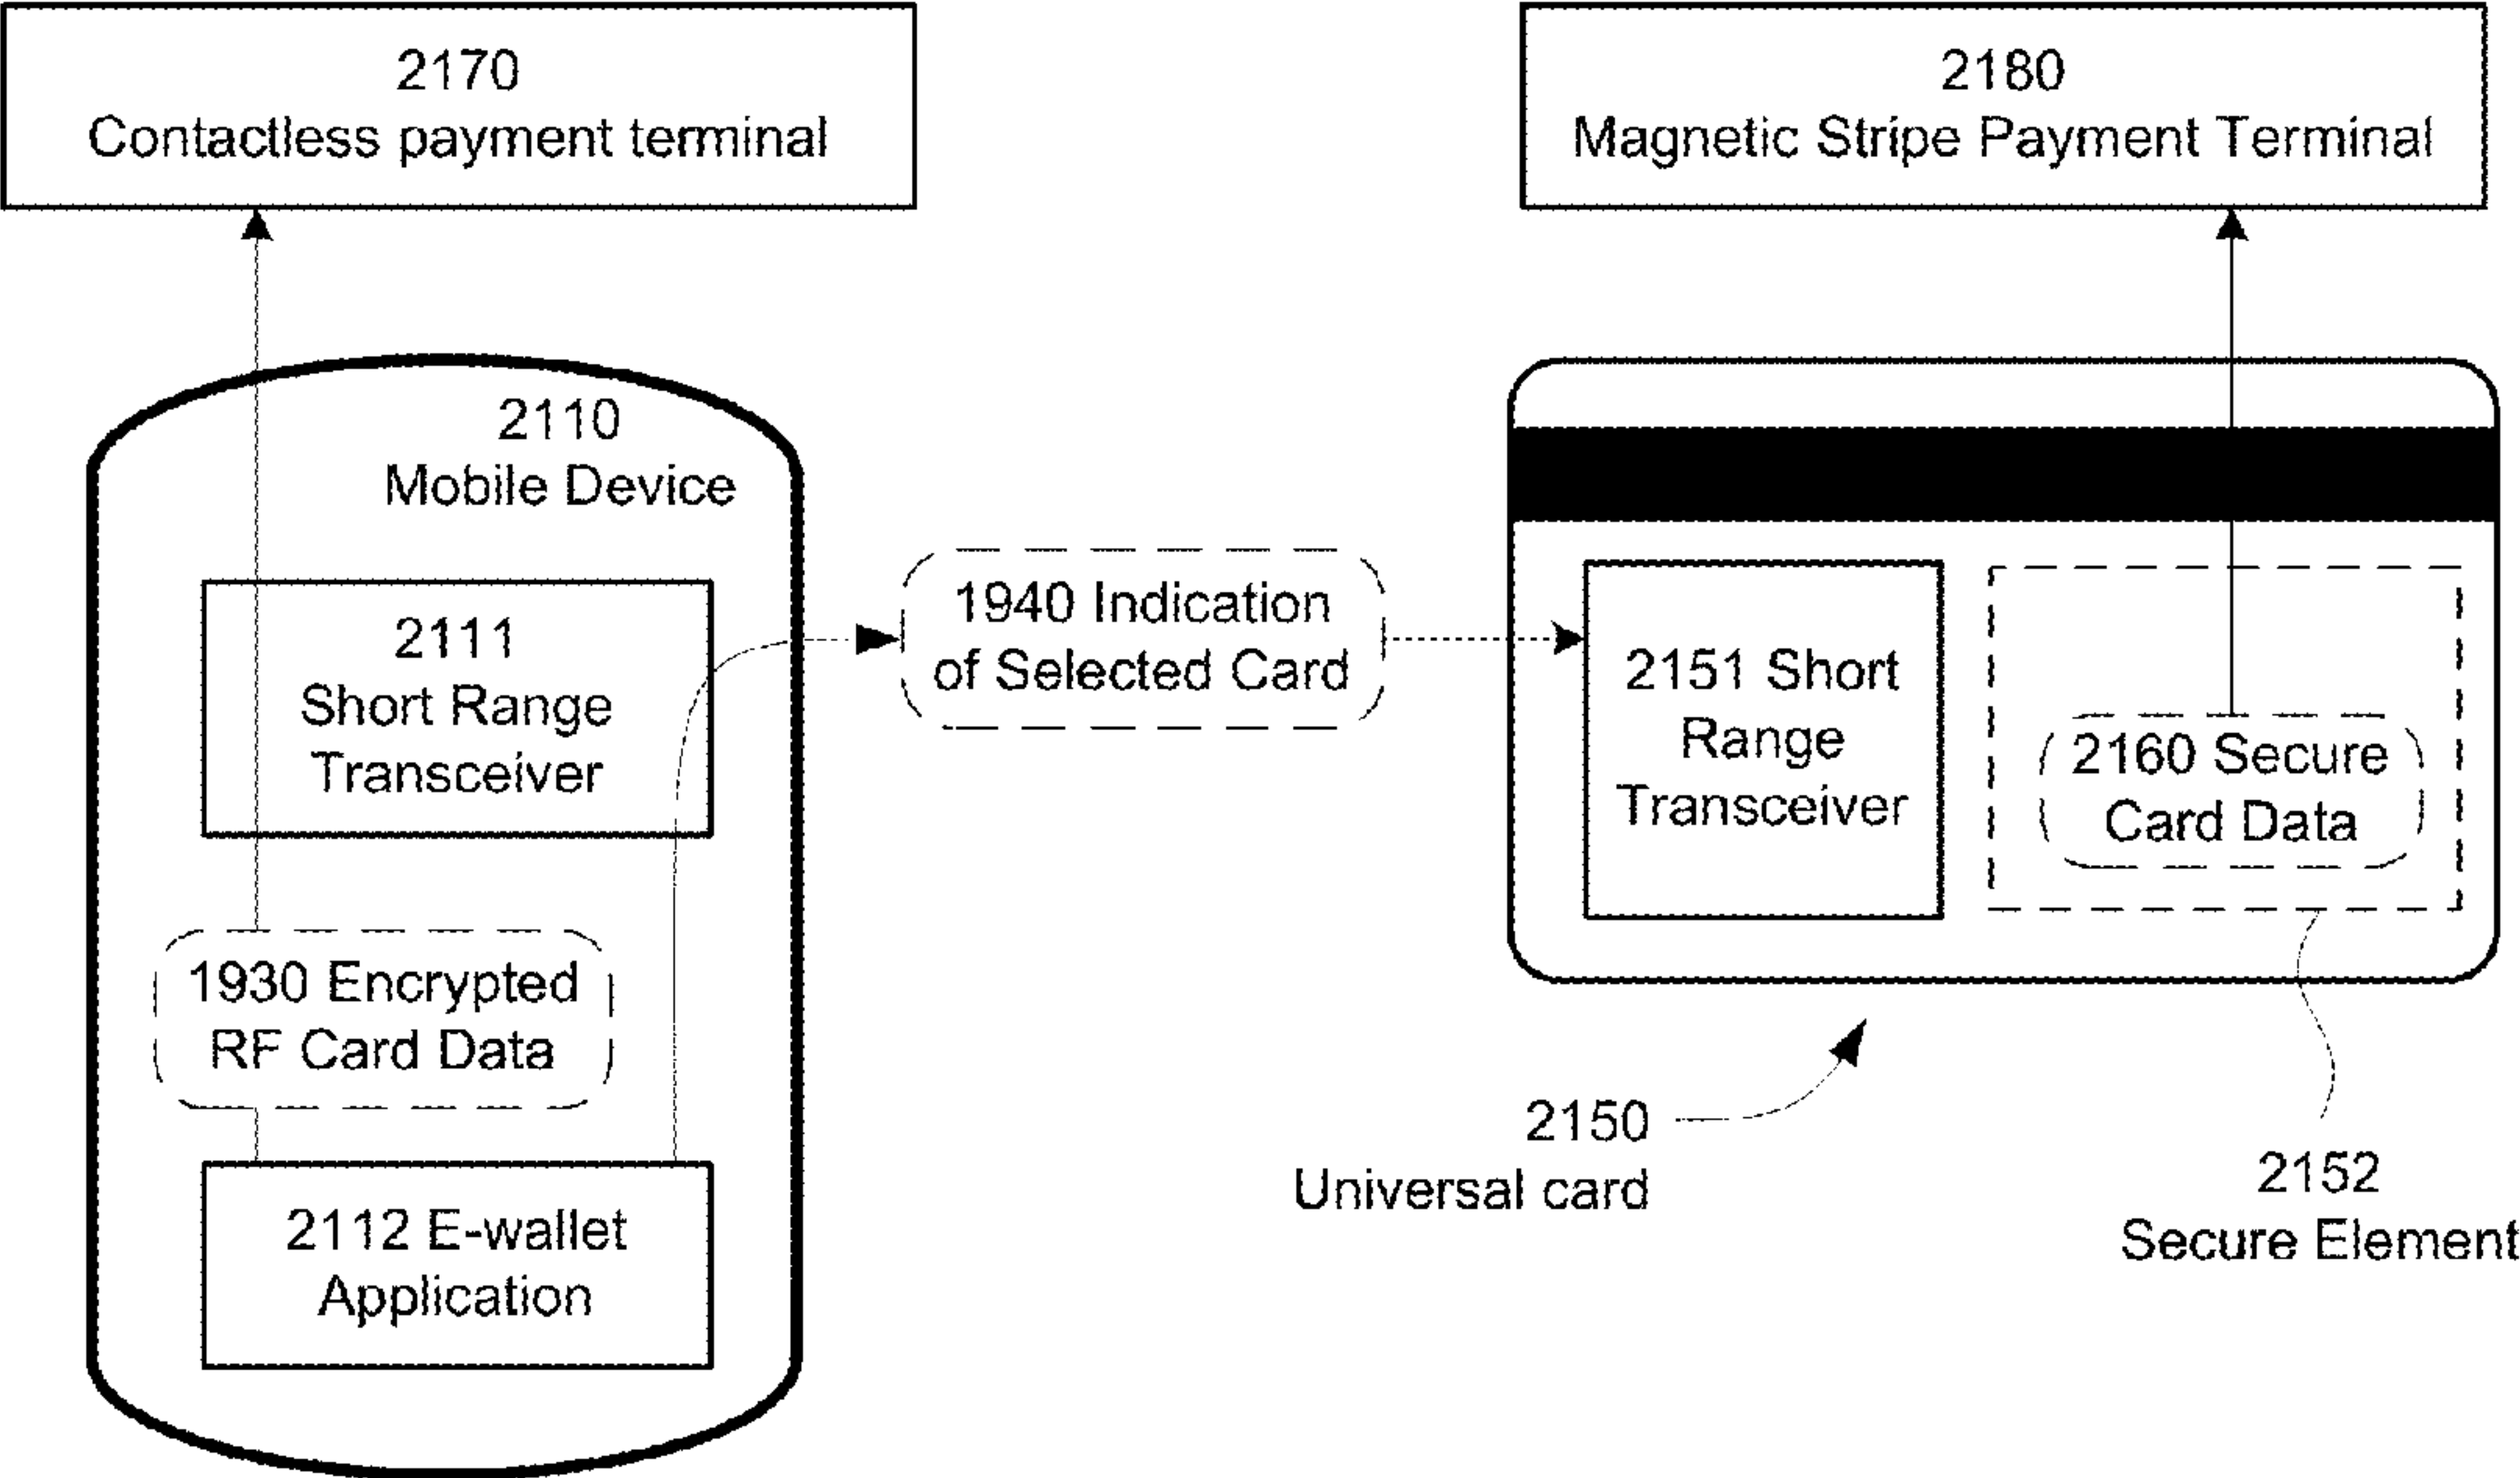 2170
Contactless payment terminal
2180
Magnetic Stripe Payment Terminal
2110
Mobile Device
2111
Short Range
Transceiver
1930 Encrypted
RF Card Data
2112 E-wallet
Application
1940 Indication
of Selected Card
2151 Short
Range
Transceiver
2160 Secure
Card Data
2150
Universal card
2152
Secure Element